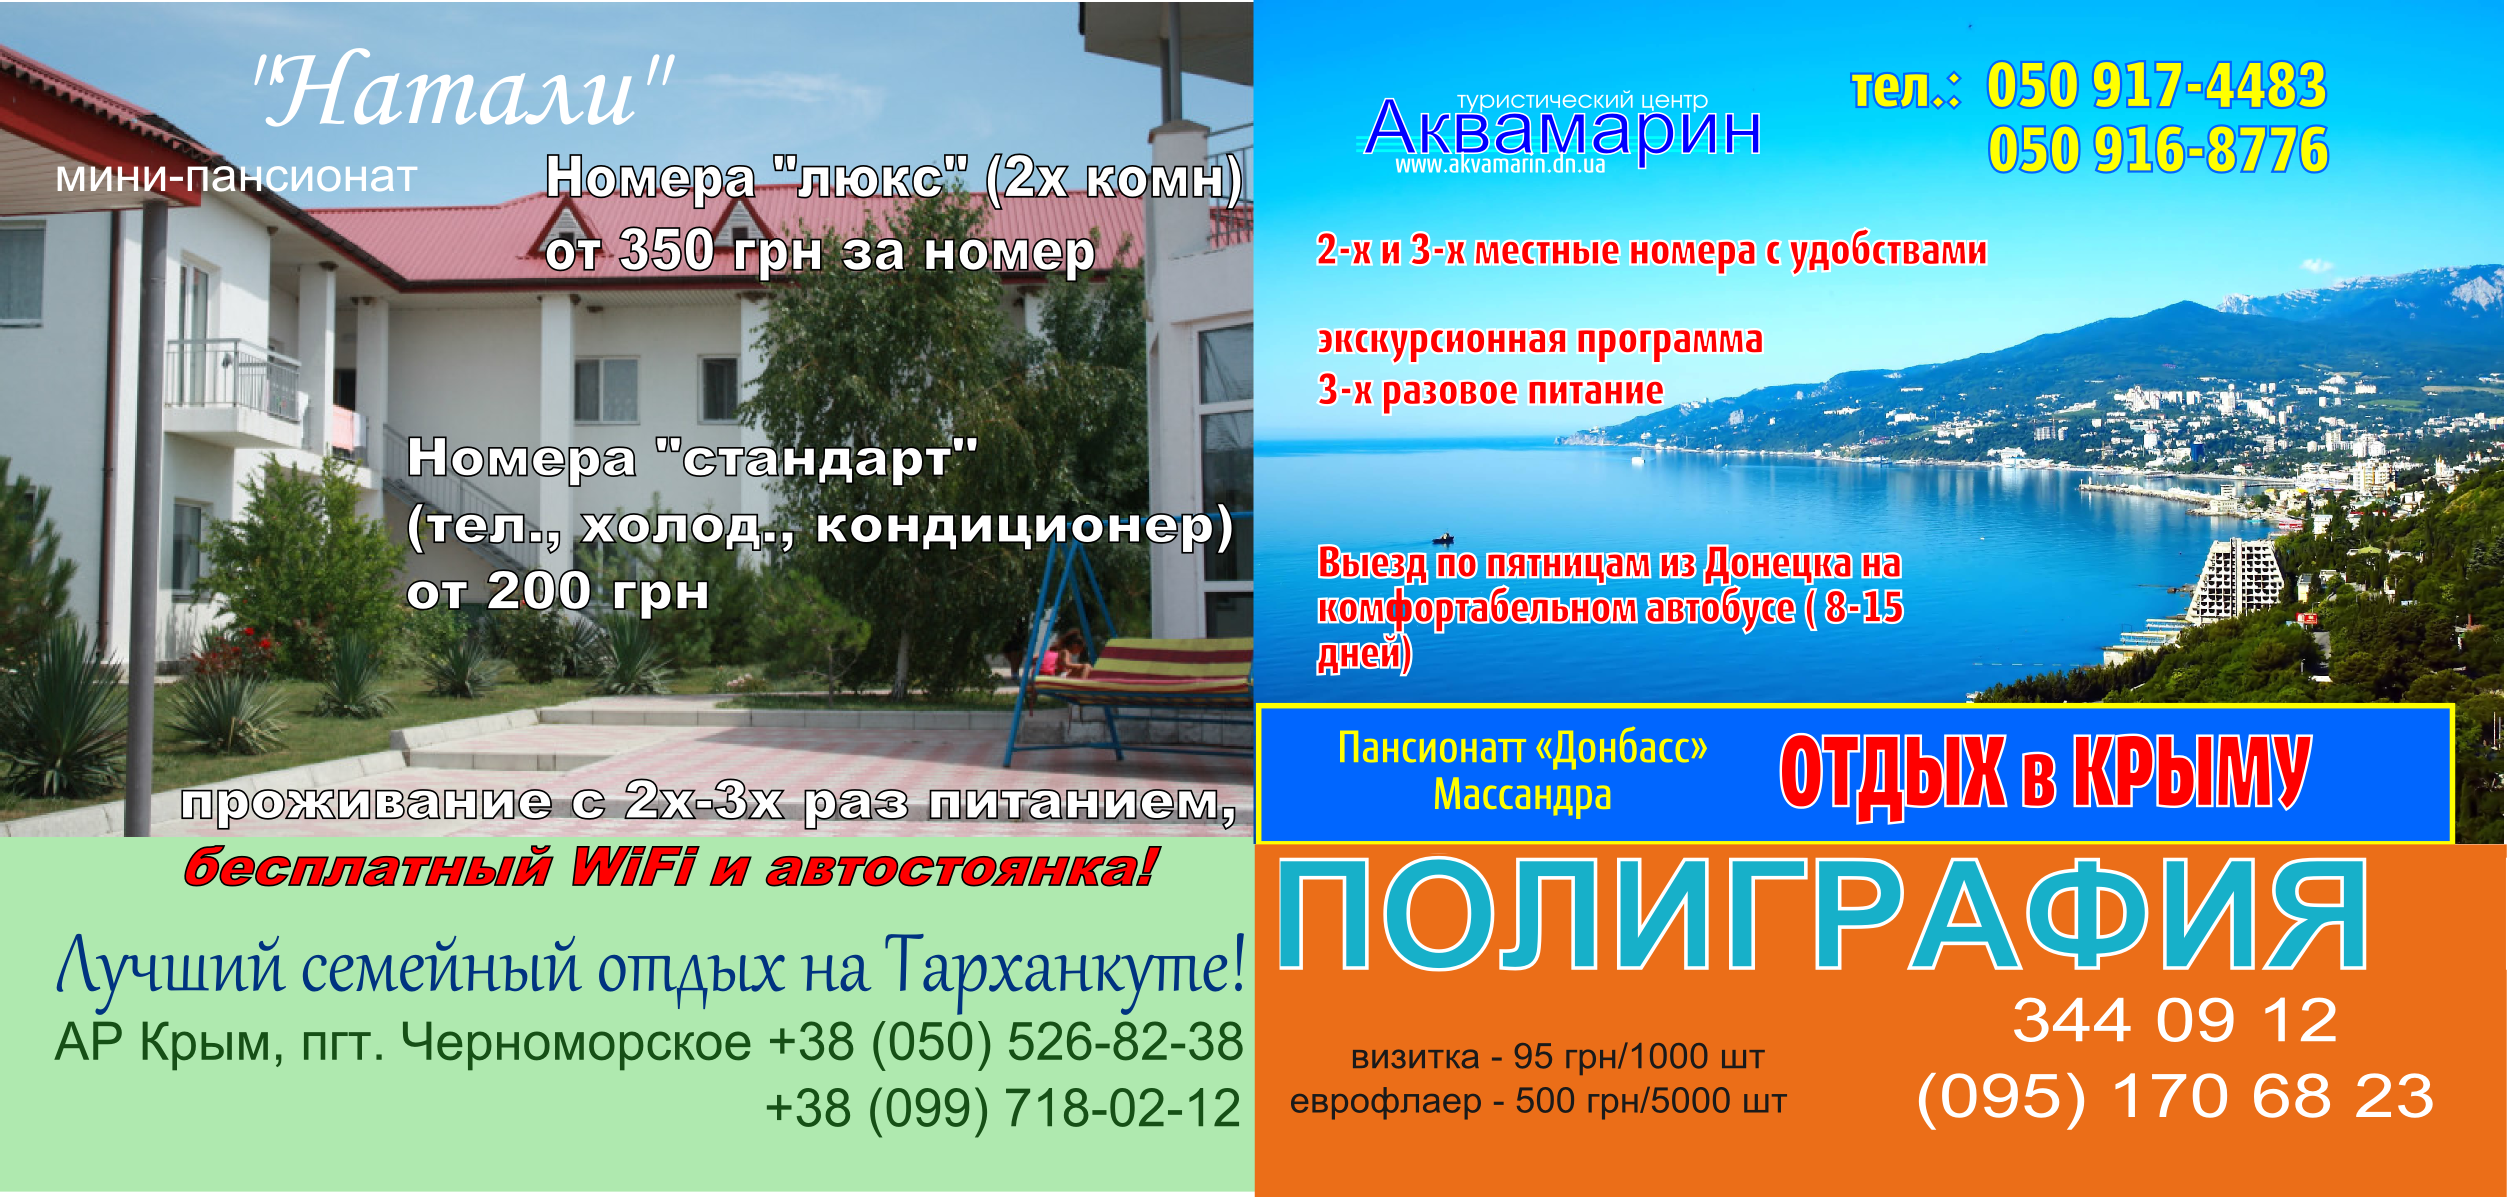 "Натали"
мини-пансионат
Номера "люкс" (2х комн)
от 350 грн за номер
Номера "стандарт"
(тел., холод., кондиционер)
от 200 грн
проживание с 2х-3х раз питанием,
бесплатный WiFi и автостоянка!
Лучший семейный отдых на Тарханкуте!
АР Крым, пгт. Черноморское +38 (050) 526-82-38
+38 (099) 718-02-12
туристический центр
Аквамарин
www.akvamarin.dn.ua
тел.: 050 917-4483
050 916-8776
2-х и 3-х местные номера с удобствами
экскурсионная программа
3-х разовое питание
Выезд по пятницам из Донецка на
комфортабельном автобусе ( 8-15
дней)
Пансионатт «Донбасс»
Массандра
ОТДЫХ в КРЫМУ
ПОЛИГРАФИЯ
344 09 12
визитка - 95 грн/1000 шт
еврофлаер - 500 грн/5000 шт
(095) 170 68 23